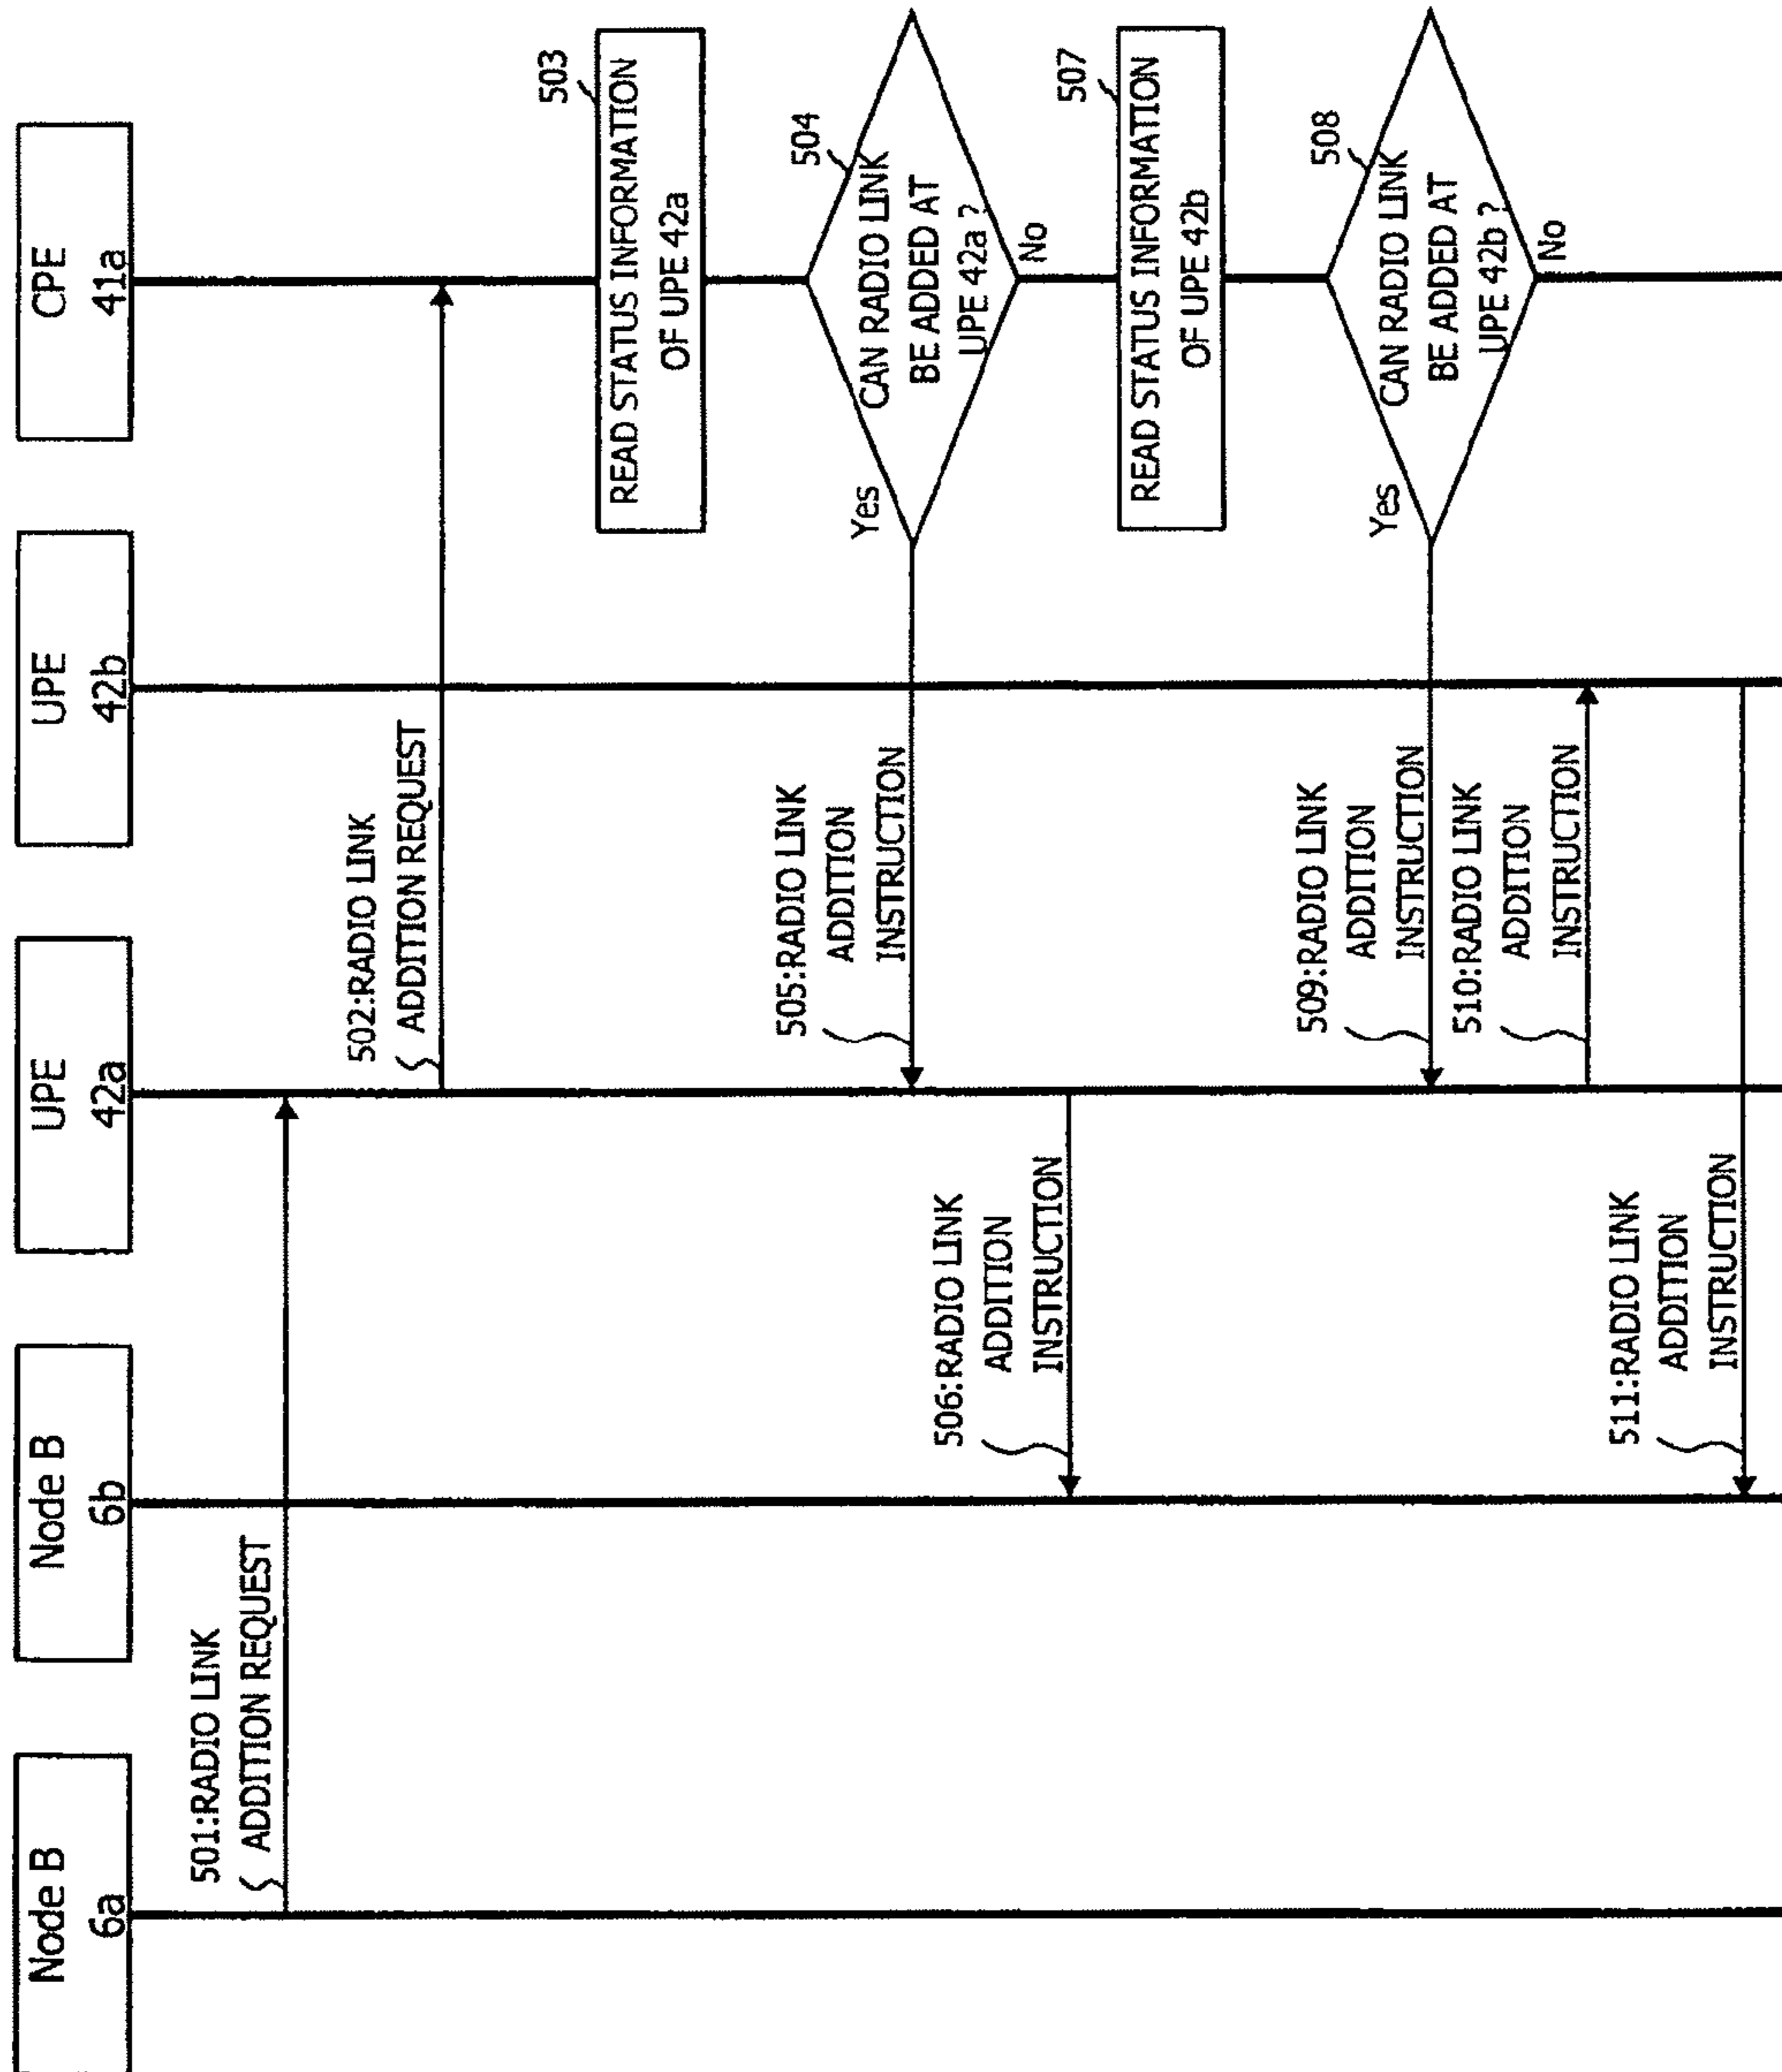 Node B
6a
Node B
6b
UPE
42a
UPE
42b
CPE
41a
501:RADIO LINK
ADDITION REQUEST
502:RADIO LINK
ADDITION REQUEST
503
READ STATUS INFORMATION
OF UPE 42a
504
CAN RADIO LINK
BE ADDED AT
UPE 42a ?
Yes
No
505:RADIO LINK
ADDITION
INSTRUCTION
506:RADIO LINK
ADDITION
INSTRUCTION
507
READ STATUS INFORMATION
OF UPE 42b
508
CAN RADIO LINK
BE ADDED AT
UPE 42b ?
Yes
No
509:RADIO LINK
ADDITION
INSTRUCTION
510:RADIO LINK
ADDITION
INSTRUCTION
511:RADIO LINK
ADDITION
INSTRUCTION